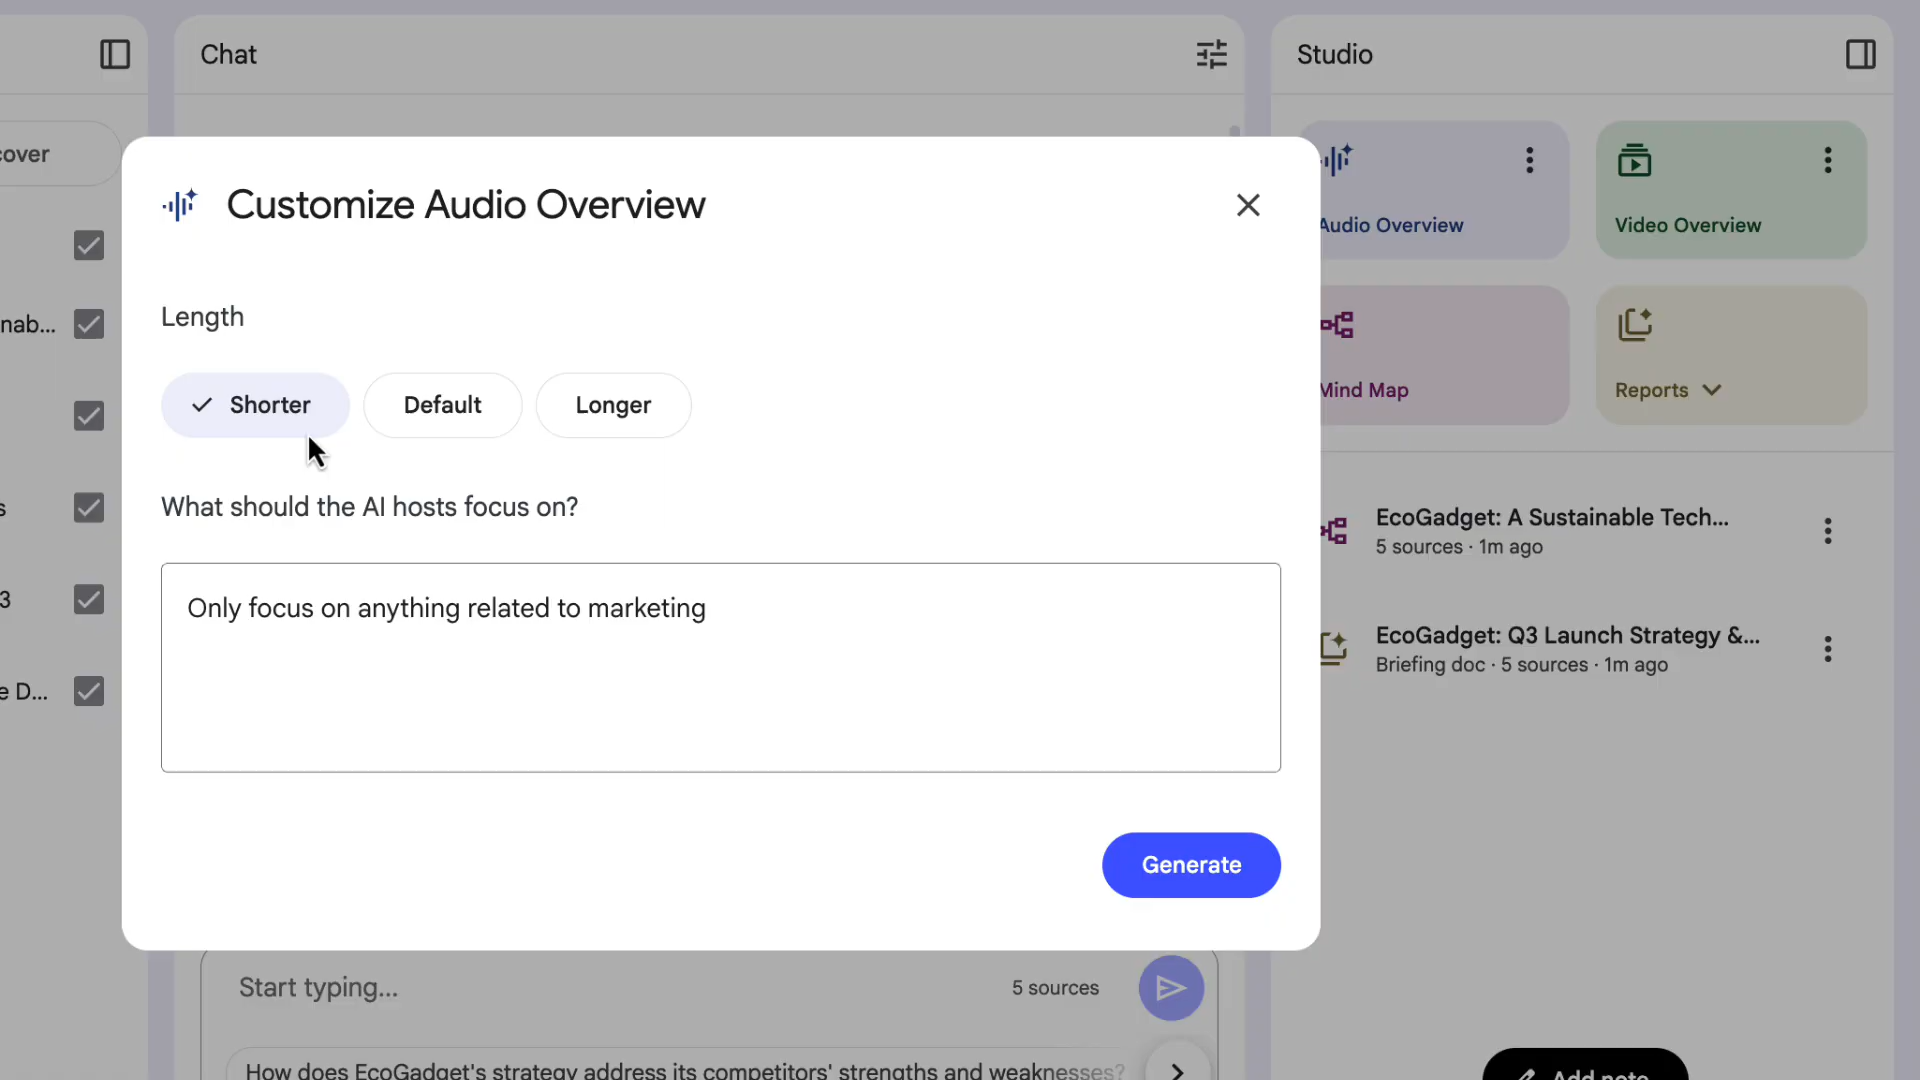 Chat
Studio
cover
Customize Audio Overview
Audio Overview
Video Overview
Length
nab...
Shorter
Default
Longer
Mind Map
Reports
What should the AI hosts focus on?
s
EcoGadget: A Sustainable Tech...
5 sources · 1m ago
3
Only focus on anything related to marketing
EcoGadget: Q3 Launch Strategy &...
Briefing doc · 5 sources · 1m ago
e D...
Generate
Start typing...
5 sources
How does EcoGadget's strategy address its competitors' strengths and weaknesses?
Add note